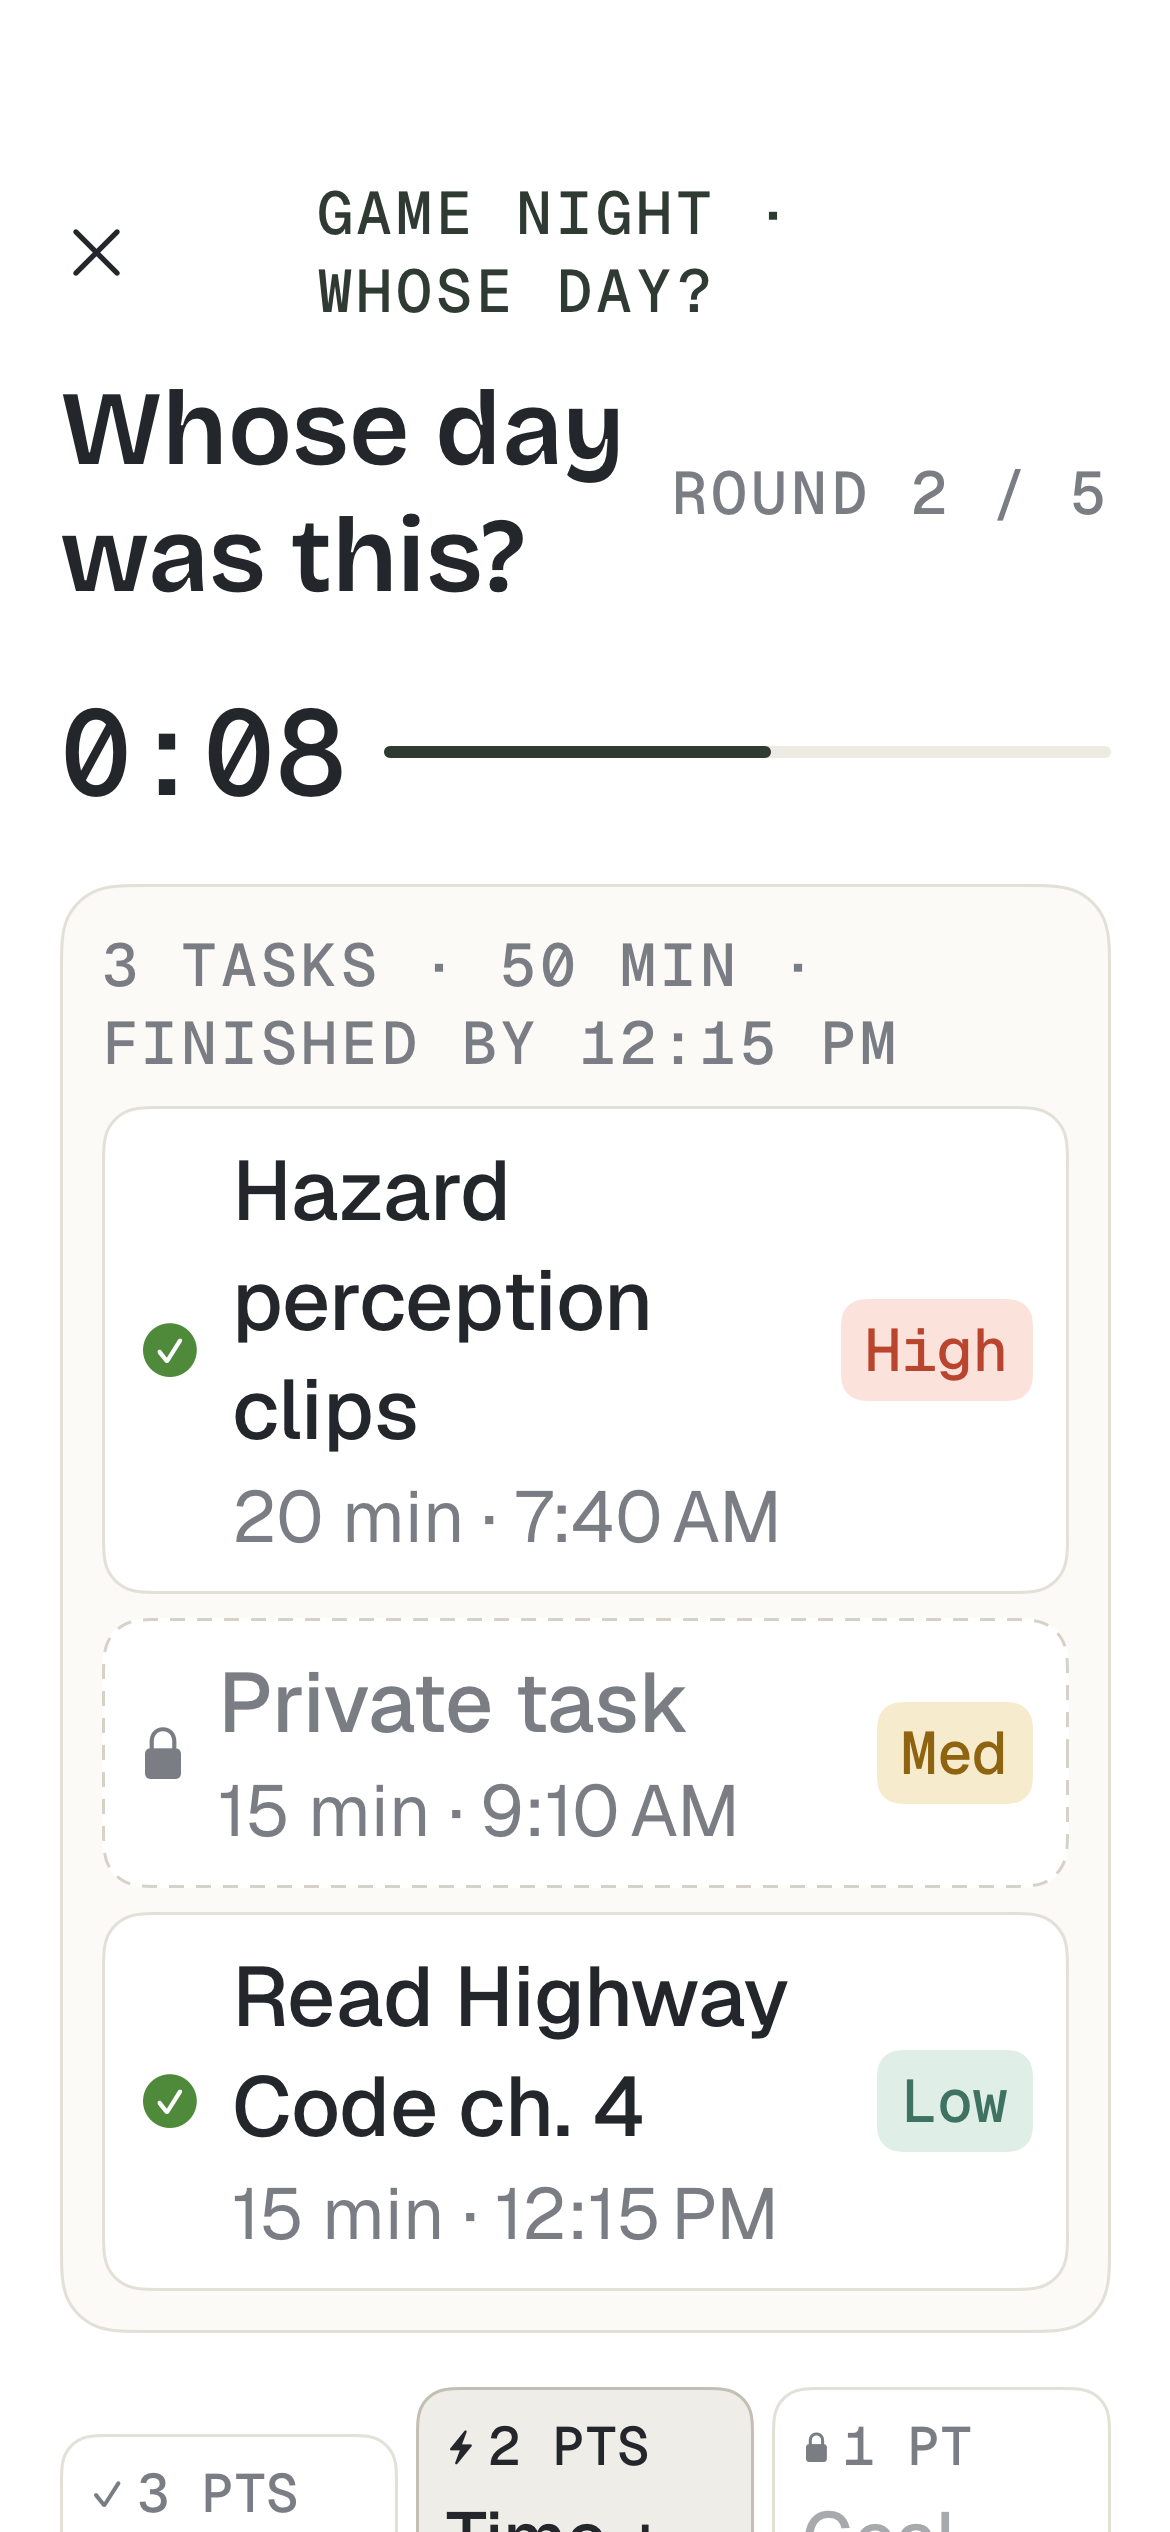 GAME NIGHT ·
WHOSE DAY?
Whose day
was this?
ROUND 2 / 5
0:08
3 TASKS · 50 MIN ·
FINISHED BY 12:15 PM
Hazard
perception
clips
20 min · 7:40 AM
High
Private task
15 min · 9:10 AM
Med
Read Highway
Code ch. 4
15 min · 12:15 PM
Low
3 PTS
2 PTS
1 PT